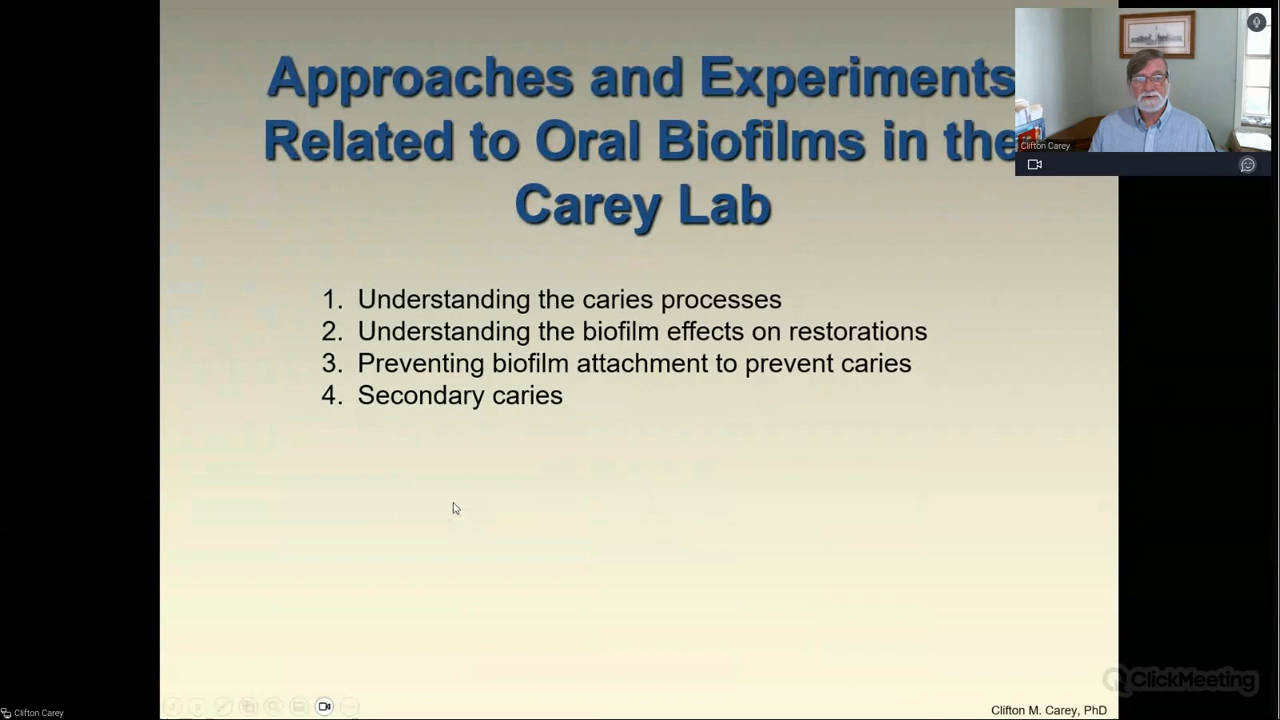 Approaches and Experiments
Related to Oral Biofilms in the
Carey Lab
1. Understanding the caries processes
2. Understanding the biofilm effects on restorations
3. Preventing biofilm attachment to prevent caries
4. Secondary caries
Clifton Carey
ClickMeeting
Clifton M. Carey, PhD
Clifton Carey